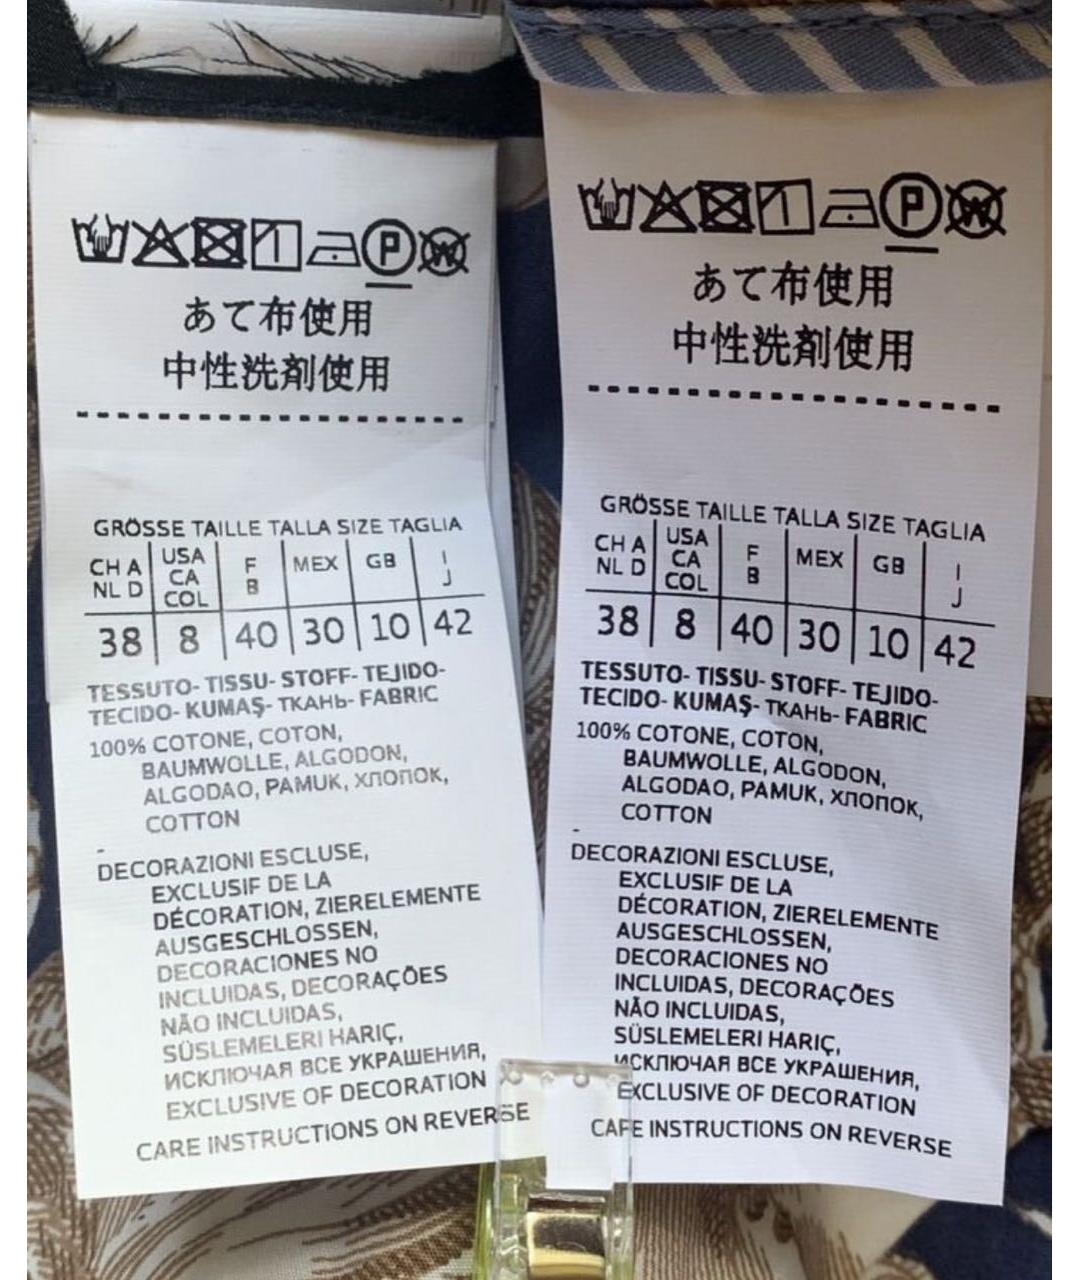 P W
あて布使用
中性洗剤使用
GRÖSSE TAILLE TALLA SIZE TAGLIA
CH A NL D | USA CA COL | F B | MEX | GB | I J
38 | 8 | 40 | 30 | 10 | 42
TESSUTO- TISSU- STOFF- TEJIDO-
TECIDO- KUMAŞ- ТКАНЬ- FABRIC
100% COTONE, COTON,
BAUMWOLLE, ALGODON,
ALGODAO, PAMUK, ХЛОПОК,
COTTON
-
DECORAZIONI ESCLUSE,
EXCLUSIF DE LA
DÉCORATION, ZIERELEMENTE
AUSGESCHLOSSEN,
DECORACIONES NO
INCLUIDAS, DECORAÇÕES
NÃO INCLUIDAS,
SÜSLEMELERI HARIÇ,
ИСКЛЮЧАЯ ВСЕ УКРАШЕНИЯ,
EXCLUSIVE OF DECORATION
CARE INSTRUCTIONS ON REVERSE
P W
あて布使用
中性洗剤使用
GRÖSSE TAILLE TALLA SIZE TAGLIA
CH A NL D | USA CA COL | F B | MEX | GB | I J
38 | 8 | 40 | 30 | 10 | 42
TESSUTO- TISSU- STOFF- TEJIDO-
TECIDO- KUMAŞ- ТКАНЬ- FABRIC
100% COTONE, COTON,
BAUMWOLLE, ALGODON,
ALGODAO, PAMUK, ХЛОПОК,
COTTON
-
DECORAZIONI ESCLUSE,
EXCLUSIF DE LA
DÉCORATION, ZIERELEMENTE
AUSGESCHLOSSEN,
DECORACIONES NO
INCLUIDAS, DECORAÇÕES
NÃO INCLUIDAS,
SÜSLEMELERI HARIÇ,
ИСКЛЮЧАЯ ВСЕ УКРАШЕНИЯ,
EXCLUSIVE OF DECORATION
CARE INSTRUCTIONS ON REVERSE